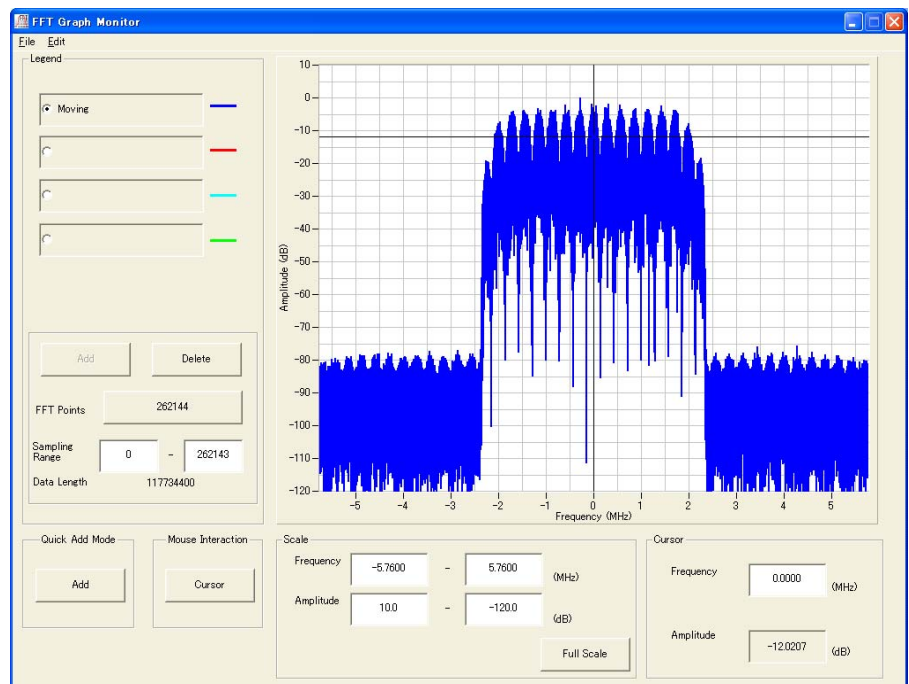 FFT Graph Monitor
File Edit
Legend
Moving
Add Delete
FFT Points 262144
Sampling Range 0 - 262143
Data Length 117734400
10
0
-10
-20
-30
-40
-50
-60
-70
-80
-90
-100
-110
-120
Amplitude (dB)
-5 -4 -3 -2 -1 0 1 2 3 4 5
Frequency (MHz)
Quick Add Mode
Add
Mouse Interaction
Cursor
Scale
Frequency -5.7600 - 5.7600 (MHz)
Amplitude 10.0 - -120.0 (dB)
Full Scale
Cursor
Frequency 0.0000 (MHz)
Amplitude -12.0207 (dB)